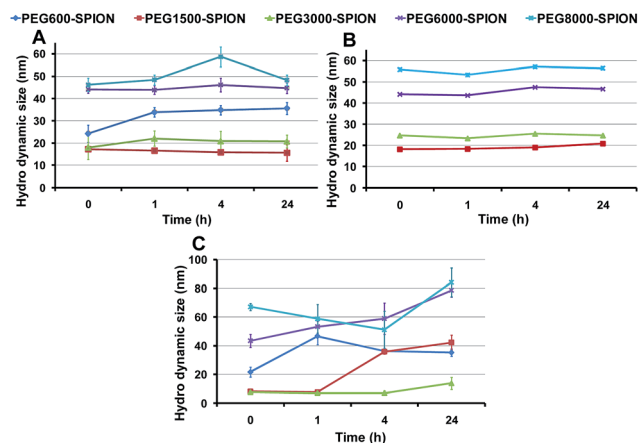 PEG600-SPION PEG1500-SPION PEG3000-SPION PEG6000-SPION PEG8000-SPION
A
Hydro dynamic size (nm)
60
50
40
30
20
10
0
0 1 4 24
Time (h)
B
Hydro dynamic size (nm)
60
50
40
30
20
10
0
0 1 4 24
Time (h)
C
Hydro dynamic size (nm)
100
80
60
40
20
0
0 1 4 24
Time (h)